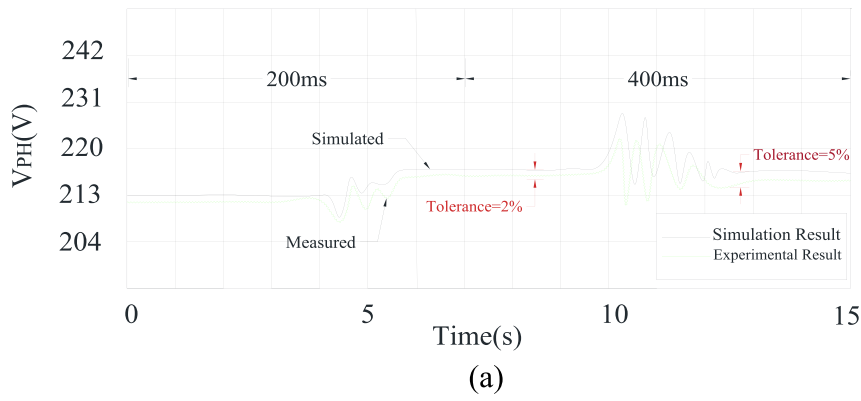 242
200ms
400ms
231
VPH(V)
Simulated
220
Tolerance=5%
213
Tolerance=2%
Measured
Simulation Result
204
Experimental Result
0
5
10
15
Time(s)
(a)